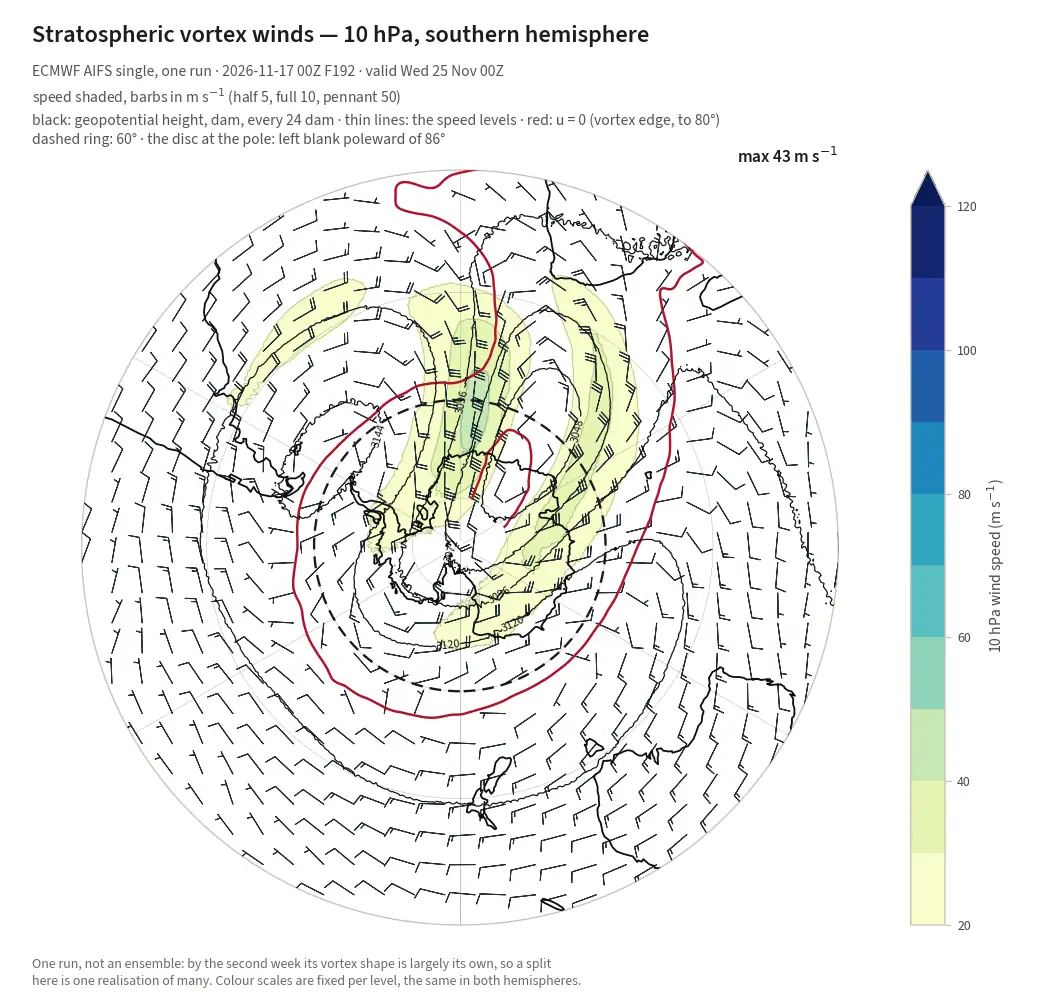 Stratospheric vortex winds — 10 hPa, southern hemisphere
ECMWF AIFS single, one run · 2026-11-17 00Z F192 · valid Wed 25 Nov 00Z
speed shaded, barbs in m s⁻¹ (half 5, full 10, pennant 50)
black: geopotential height, dam, every 24 dam · thin lines: the speed levels · red: u = 0 (vortex edge, to 80°)
dashed ring: 60° · the disc at the pole: left blank poleward of 86°
max 43 m s⁻¹
120
100
80
60
40
20
10 hPa wind speed (m s⁻¹)
3144
3048
3120
3120
One run, not an ensemble: by the second week its vortex shape is largely its own, so a split
here is one realisation of many. Colour scales are fixed per level, the same in both hemispheres.